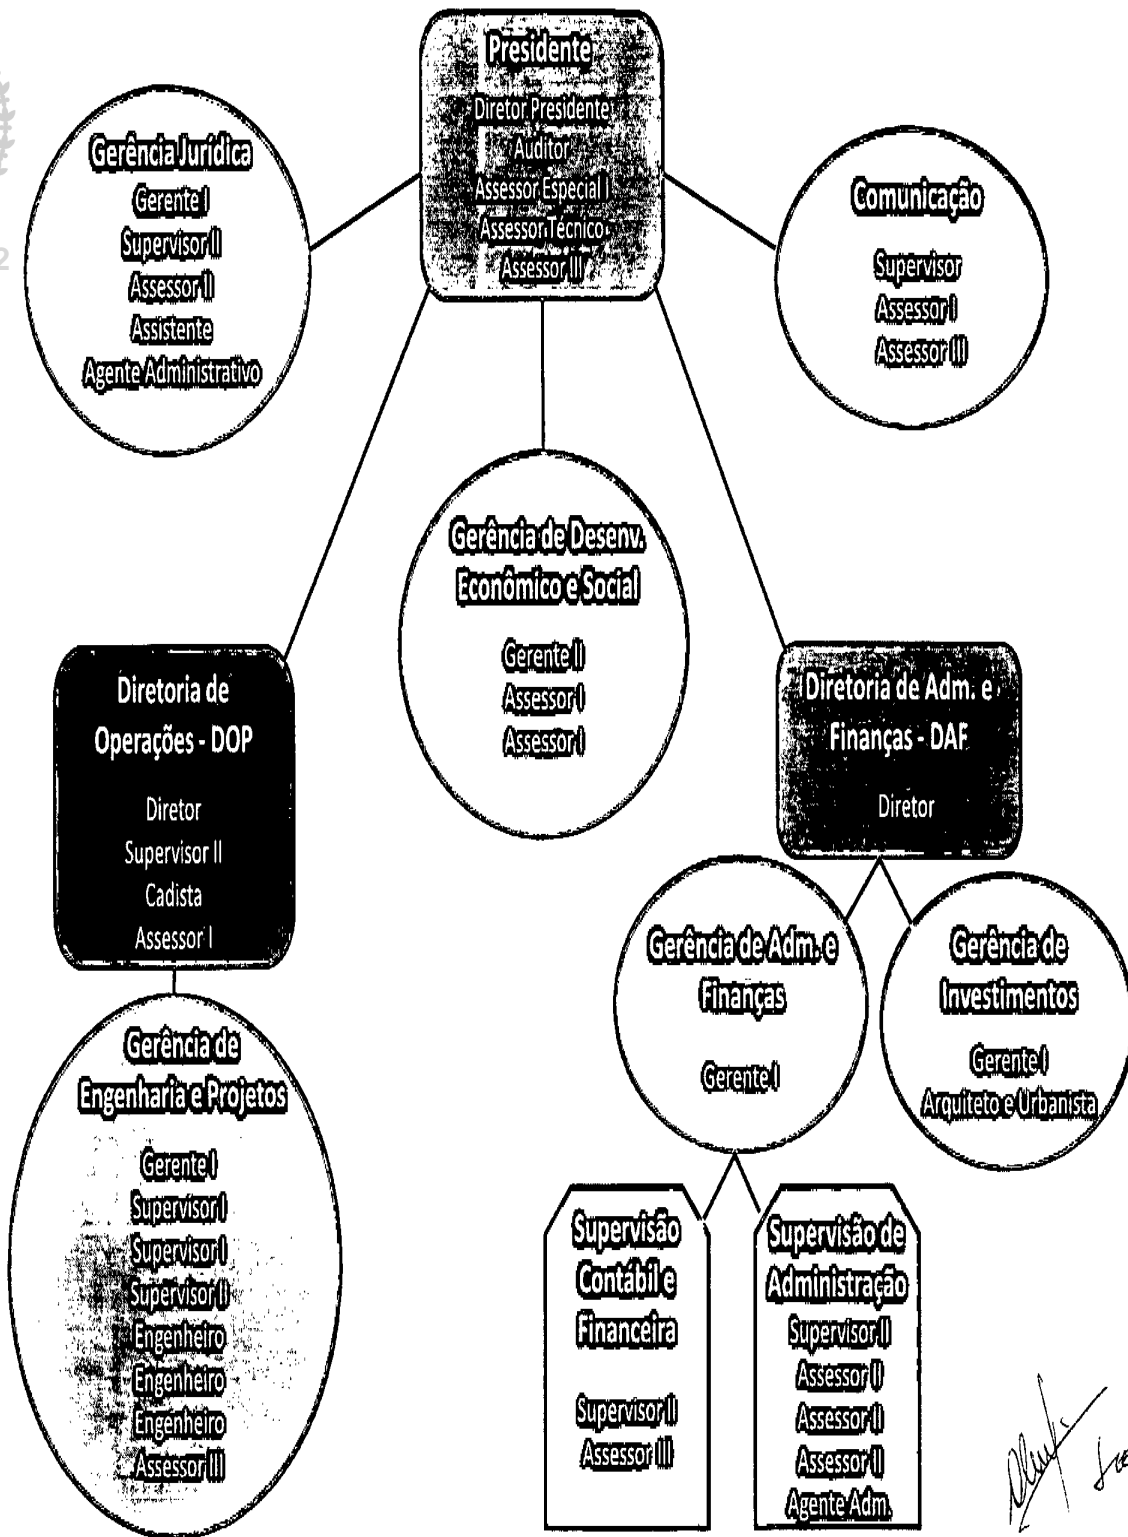 Presidente
Diretor Presidente
Auditor
Assessor Especial I
Assessor Técnico
Assessor III
Gerência Jurídica
Gerente I
Supervisor II
Assessor II
Assistente
Agente Administrativo
Comunicação
Supervisor
Assessor I
Assessor III
Gerência de Desenv.
Econômico e Social
Gerente II
Assessor I
Assessor I
Diretoria de
Operações - DOP
Diretor
Supervisor II
Cadista
Assessor I
Diretoria de Adm. e
Finanças - DAF
Diretor
Gerência de
Engenharia e Projetos
Gerente I
Supervisor I
Supervisor I
Supervisor II
Engenheiro
Engenheiro
Engenheiro
Assessor III
Gerência de Adm. e
Finanças
Gerente I
Gerência de
Investimentos
Gerente I
Arquiteto e Urbanista
Supervisão
Contábil e
Financeira
Supervisor II
Assessor III
Supervisão de
Administração
Supervisor II
Assessor II
Assessor II
Assessor II
Agente Adm.
2